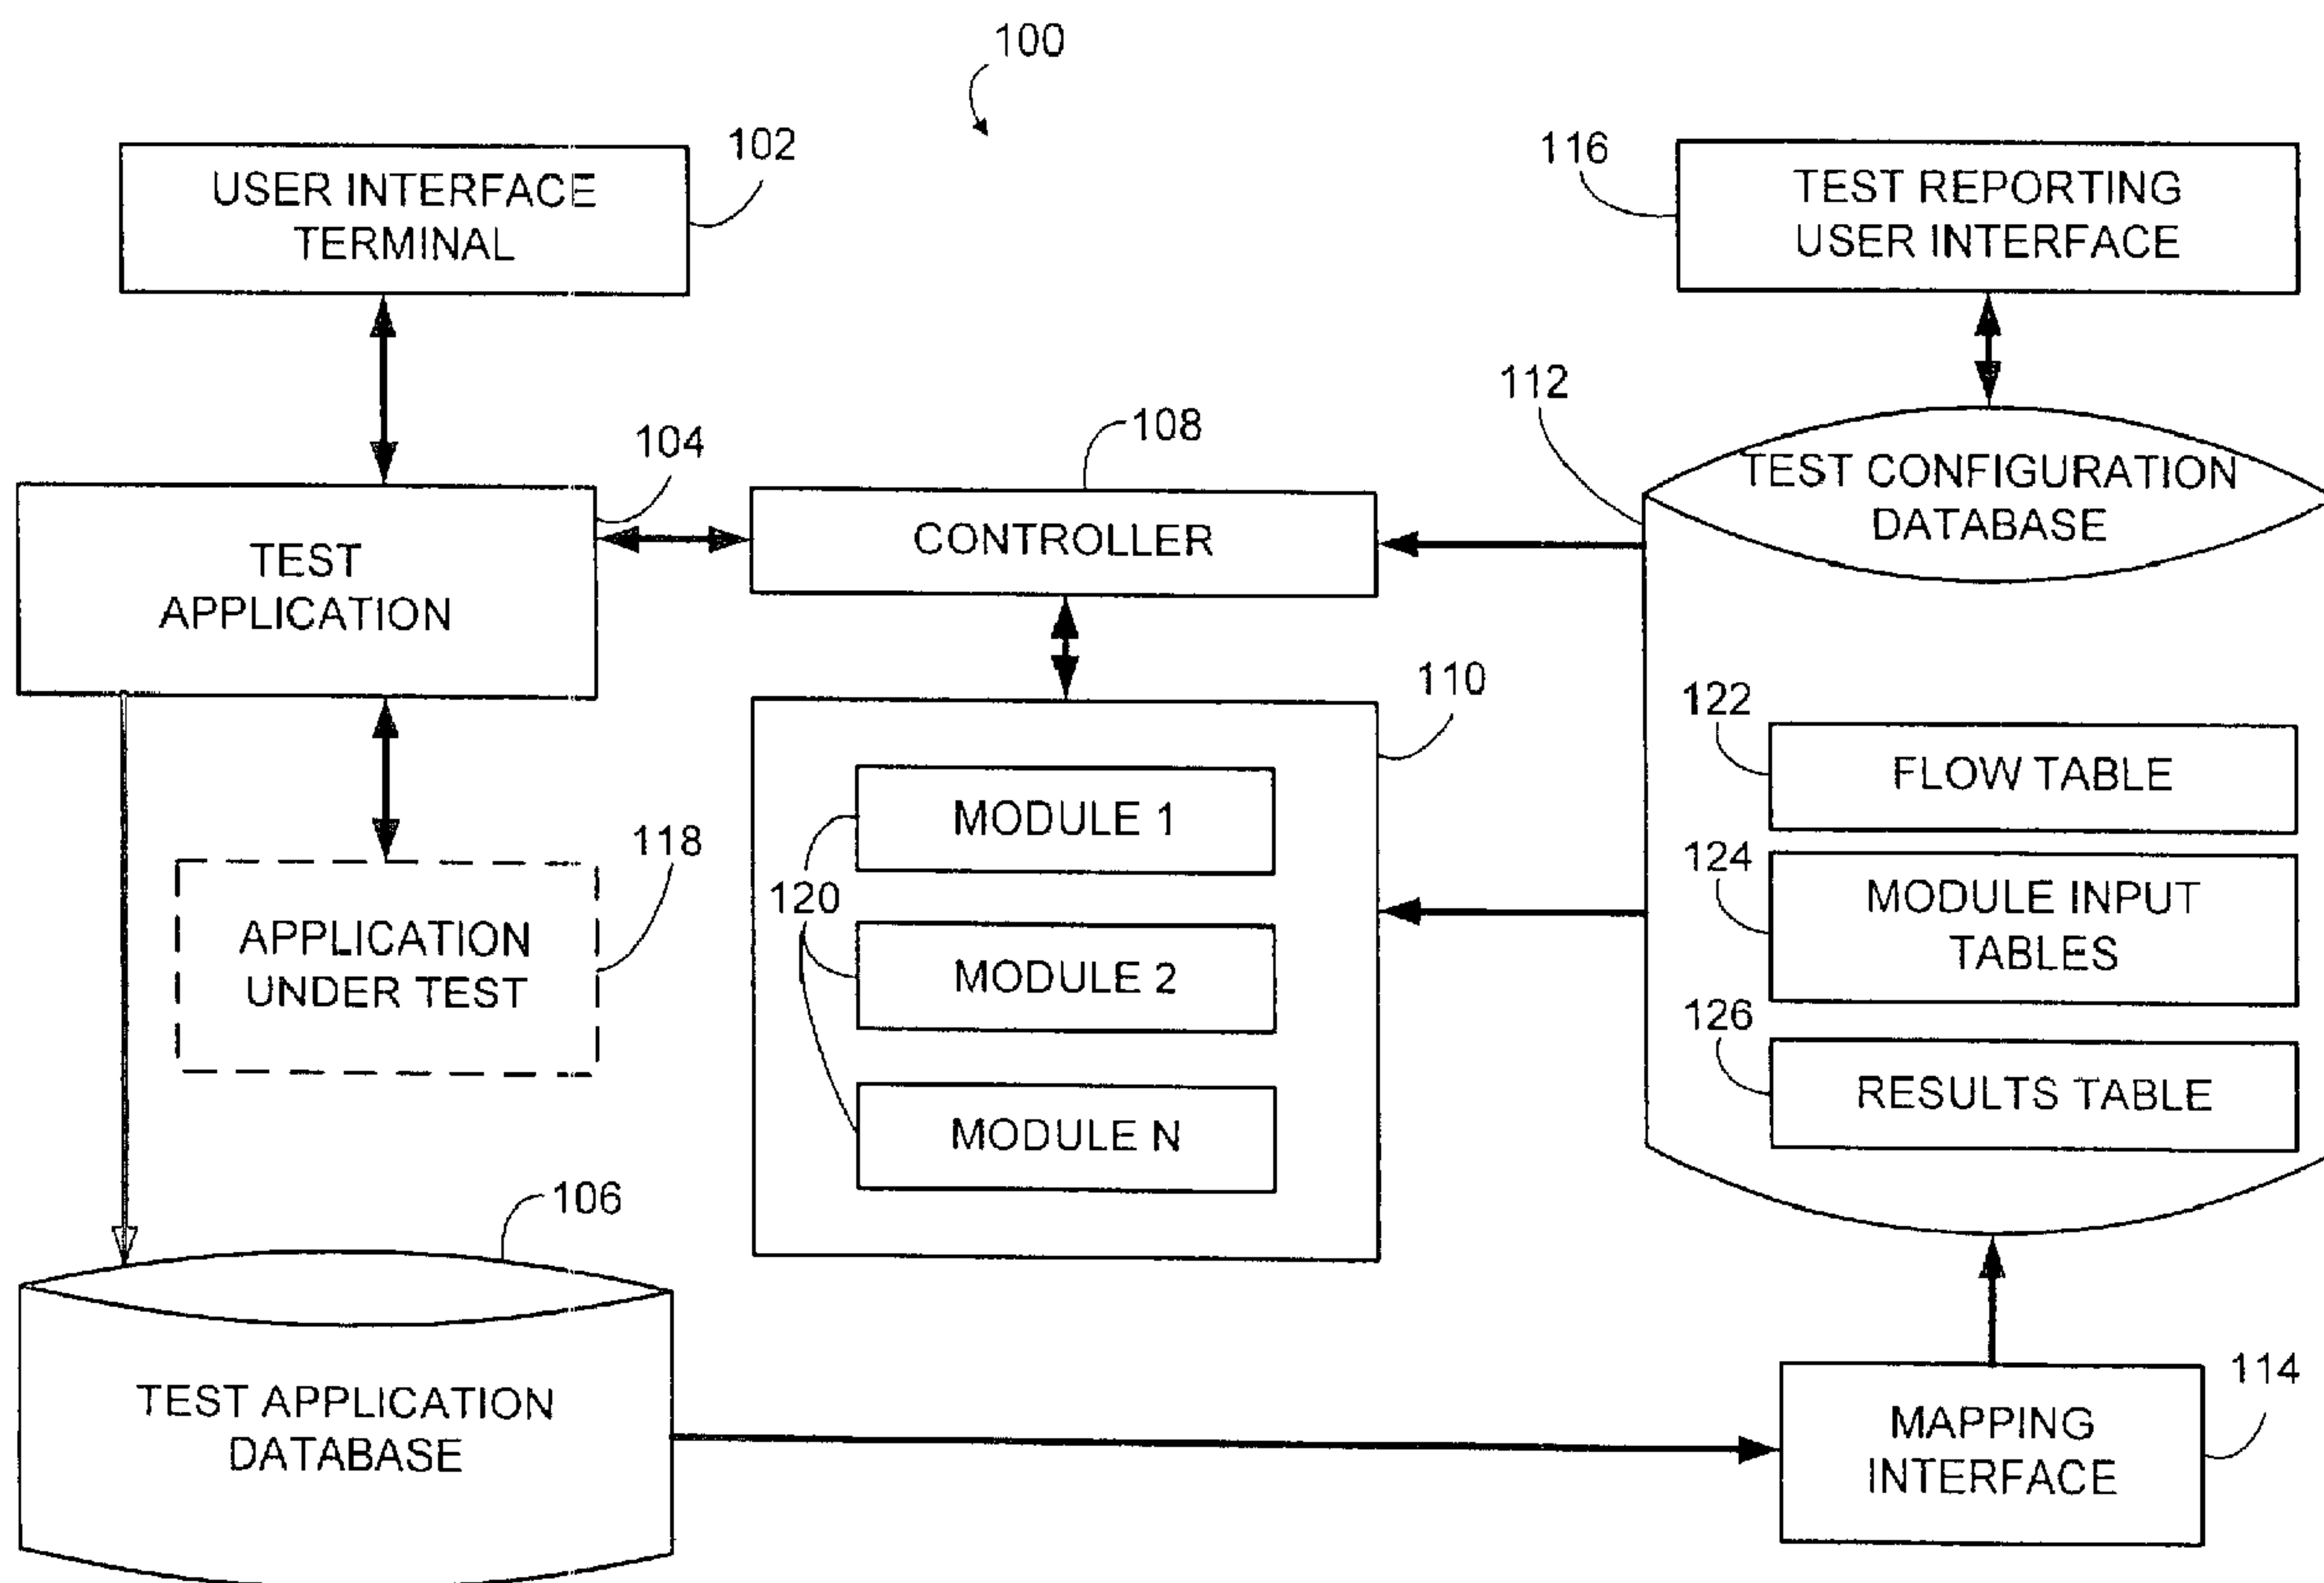 100
102
USER INTERFACE
TERMINAL
116
TEST REPORTING
USER INTERFACE
104
TEST
APPLICATION
108
CONTROLLER
112
TEST CONFIGURATION
DATABASE
110
MODULE 1
120
MODULE 2
MODULE N
122
FLOW TABLE
124
MODULE INPUT
TABLES
126
RESULTS TABLE
118
APPLICATION
UNDER TEST
106
TEST APPLICATION
DATABASE
114
MAPPING
INTERFACE